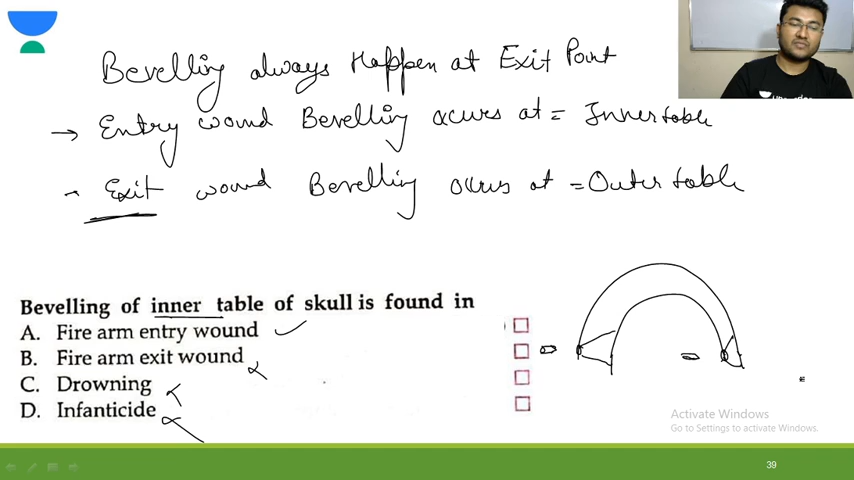 Bevelling always Happen at Exit Point
→ Entry wound Bevelling occurs at = Inner table
- Exit wound Bevelling occurs at = Outer table
Bevelling of inner table of skull is found in
A. Fire arm entry wound
B. Fire arm exit wound
C. Drowning
D. Infanticide
Activate Windows
Go to Settings to activate Windows.
39